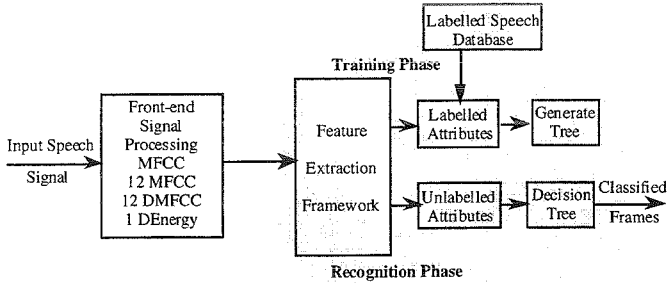 Labelled Speech
Database
Training Phase
Input Speech
Signal
Front-end
Signal
Processing
MFCC
12 MFCC
12 DMFCC
1 DEnergy
Feature
Extraction
Framework
Labelled
Attributes
Generate
Tree
Unlabelled
Attributes
Decision
Tree
Classified
Frames
Recognition Phase